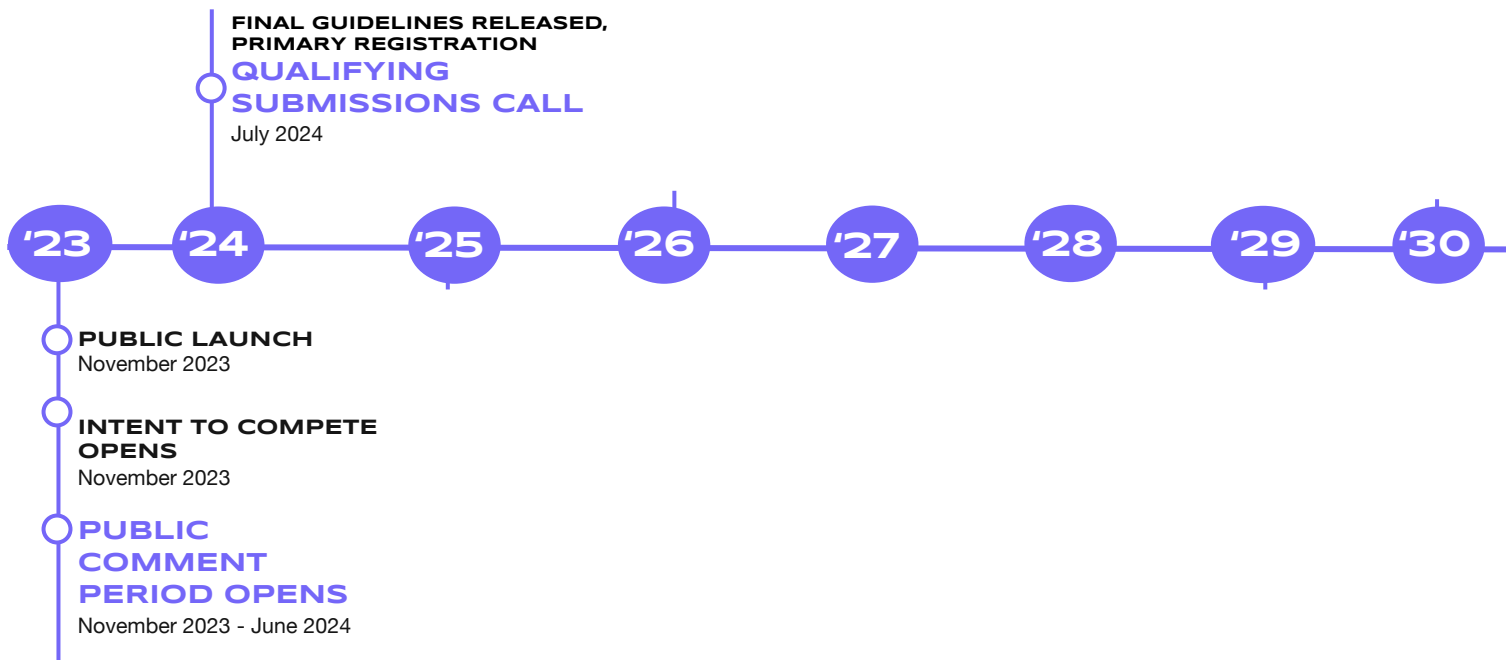 FINAL GUIDELINES RELEASED,
PRIMARY REGISTRATION
QUALIFYING
SUBMISSIONS CALL
July 2024
‘23
‘24
‘25
‘26
‘27
‘28
‘29
‘30
PUBLIC LAUNCH
November 2023
INTENT TO COMPETE
OPENS
November 2023
PUBLIC
COMMENT
PERIOD OPENS
November 2023 - June 2024